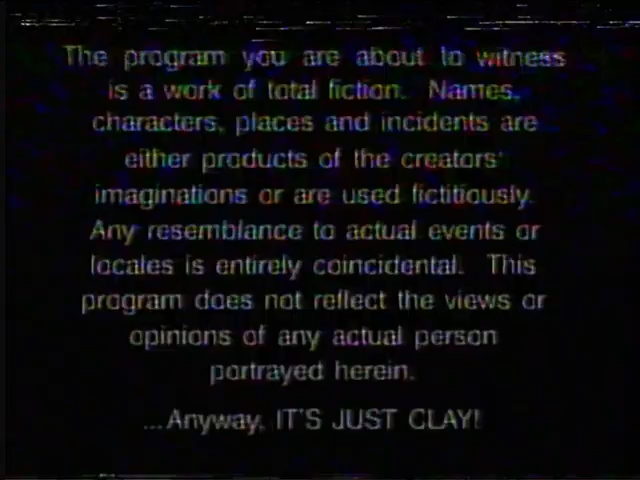 The program you are about to witness
is a work of total fiction. Names,
characters, places and incidents are
either products of the creators'
imaginations or are used fictitiously.
Any resemblance to actual events or
locales is entirely coincidental. This
program does not reflect the views or
opinions of any actual person
portrayed herein.
...Anyway, IT'S JUST CLAY!